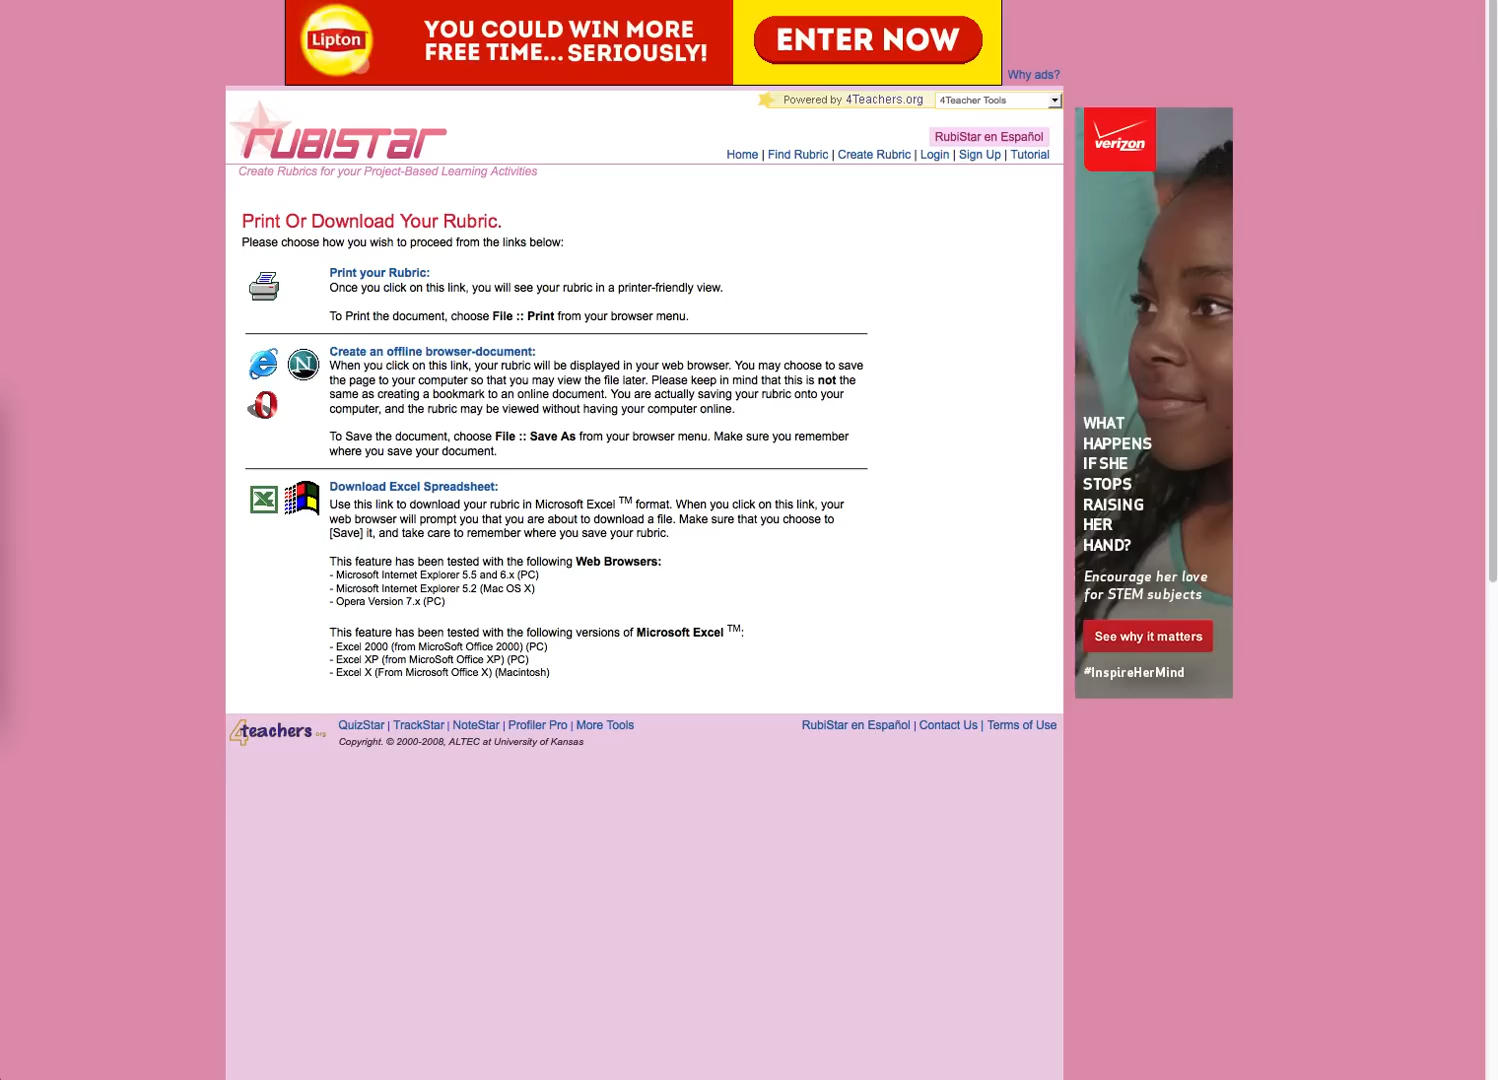 Lipton
YOU COULD WIN MORE
FREE TIME... SERIOUSLY!
ENTER NOW
Why ads?
Powered by 4Teachers.org
4Teacher Tools
RUBISTAR
RubiStar en Español
Home | Find Rubric | Create Rubric | Login | Sign Up | Tutorial
Create Rubrics for your Project-Based Learning Activities
Print Or Download Your Rubric.
Please choose how you wish to proceed from the links below:
Print your Rubric:
Once you click on this link, you will see your rubric in a printer-friendly view.
To Print the document, choose File :: Print from your browser menu.
N
Create an offline browser-document:
When you click on this link, your rubric will be displayed in your web browser. You may choose to save
the page to your computer so that you may view the file later. Please keep in mind that this is not the
same as creating a bookmark to an online document. You are actually saving your rubric onto your
computer, and the rubric may be viewed without having your computer online.
To Save the document, choose File :: Save As from your browser menu. Make sure you remember
where you save your document.
Download Excel Spreadsheet:
Use this link to download your rubric in Microsoft Excel TM format. When you click on this link, your
web browser will prompt you that you are about to download a file. Make sure that you choose to
[Save] it, and take care to remember where you save your rubric.
This feature has been tested with the following Web Browsers:
- Microsoft Internet Explorer 5.5 and 6.x (PC)
- Microsoft Internet Explorer 5.2 (Mac OS X)
- Opera Version 7.x (PC)
This feature has been tested with the following versions of Microsoft Excel TM:
- Excel 2000 (from MicroSoft Office 2000) (PC)
- Excel XP (from MicroSoft Office XP) (PC)
- Excel X (From Microsoft Office X) (Macintosh)
verizon
WHAT
HAPPENS
IF SHE
STOPS
RAISING
HER
HAND?
Encourage her love
for STEM subjects
See why it matters
#InspireHerMind
4teachers.org
QuizStar | TrackStar | NoteStar | Profiler Pro | More Tools
RubiStar en Español | Contact Us | Terms of Use
Copyright. © 2000-2008, ALTEC at University of Kansas